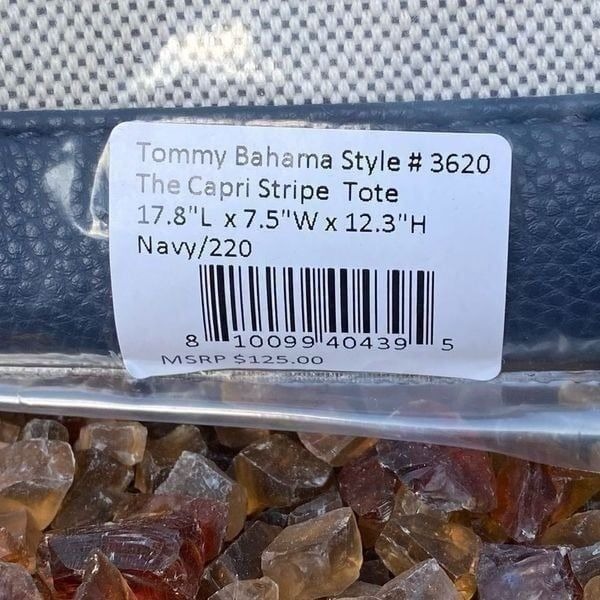 Tommy Bahama Style # 3620
The Capri Stripe Tote
17.8"L x 7.5"W x 12.3"H
Navy/220
8 10099 40439 5
MSRP $125.00